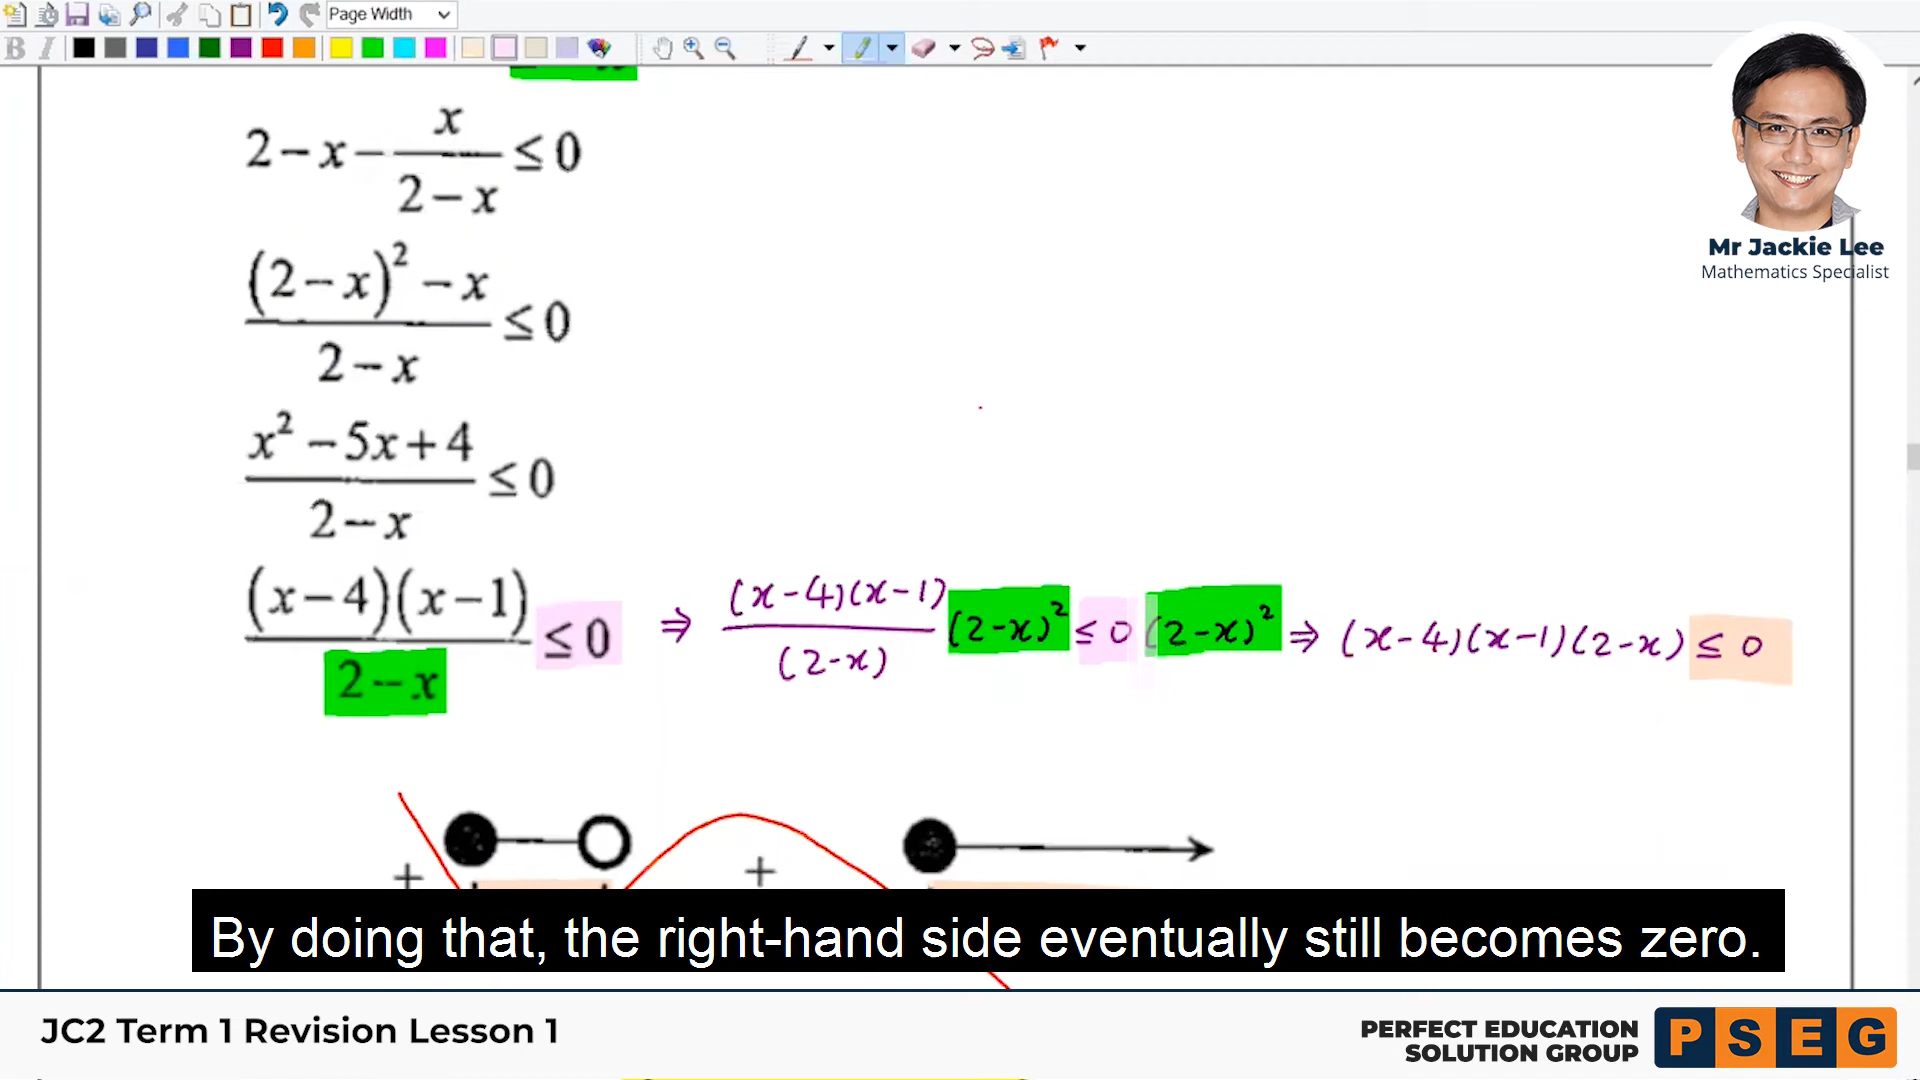 Page Width
B I
2 - x - x/(2 - x) ≤ 0
((2 - x)² - x)/(2 - x) ≤ 0
(x² - 5x + 4)/(2 - x) ≤ 0
((x - 4)(x - 1))/(2 - x) ≤ 0 ⇒ ((x-4)(x-1))/(2-x) (2-x)² ≤ 0 (2-x)² ⇒ (x-4)(x-1)(2-x) ≤ 0
+ +
Mr Jackie Lee
Mathematics Specialist
By doing that, the right-hand side eventually still becomes zero.
JC2 Term 1 Revision Lesson 1
PERFECT EDUCATION
SOLUTION GROUP
PSEG